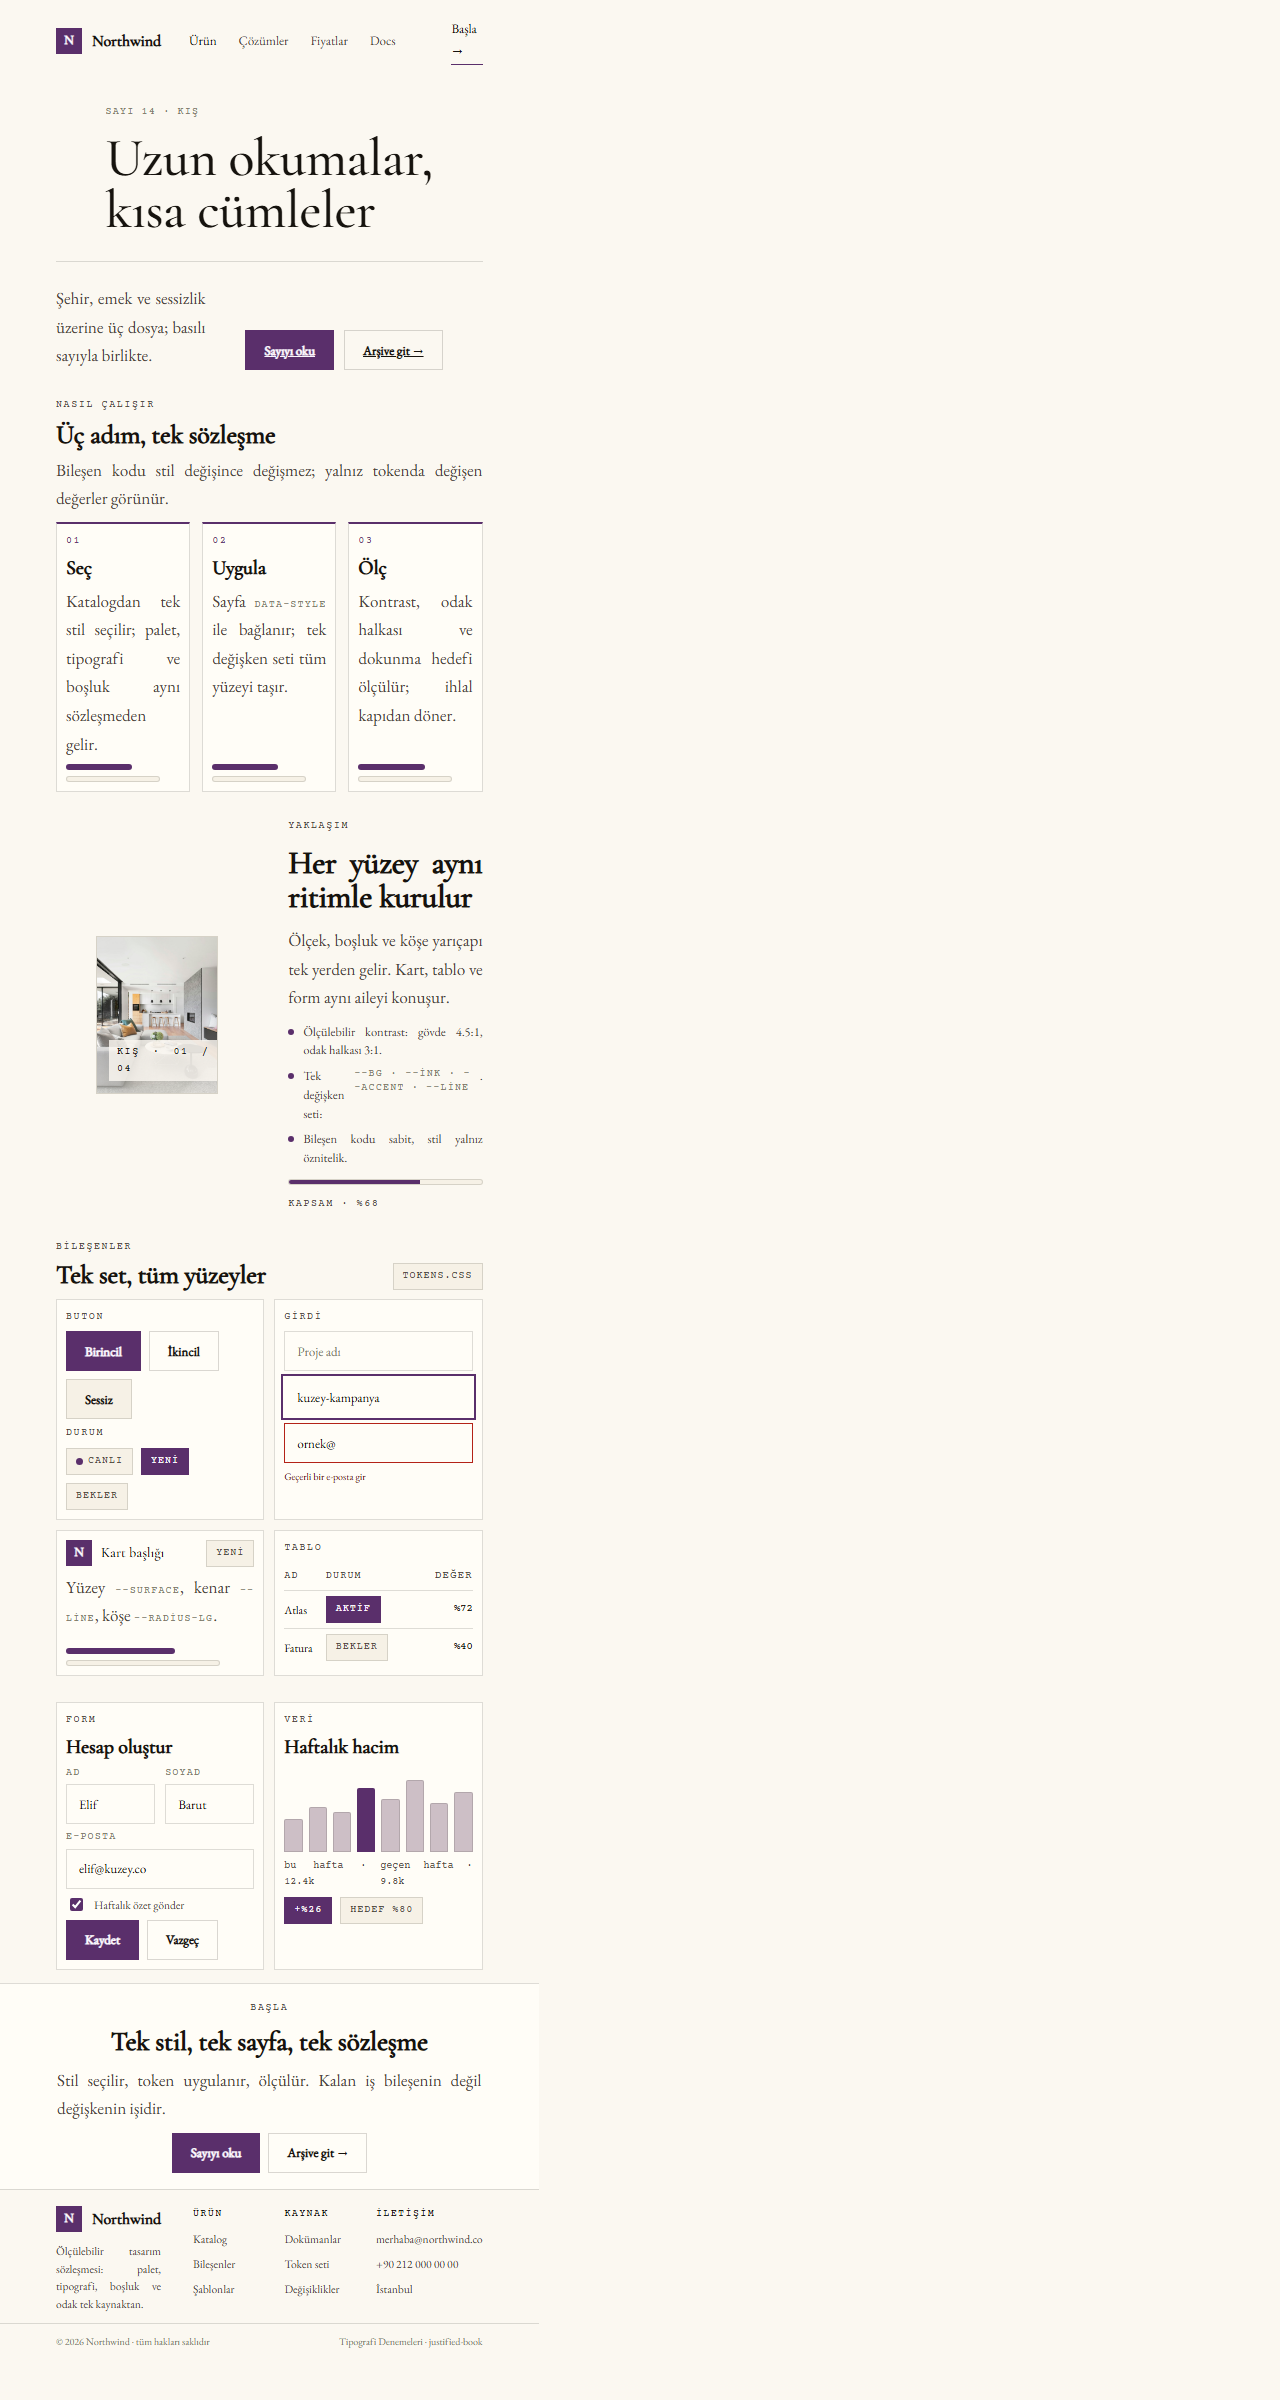 N Northwind Ürün Çözümler Fiyatlar Docs Başla →
SAYI 14 · KIŞ
Uzun okumalar,
kısa cümleler
Şehir, emek ve sessizlik
üzerine üç dosya; basılı
sayıyla birlikte.
Sayıyı oku Arşive git →
NASIL ÇALIŞIR
Üç adım, tek sözleşme
Bileşen kodu stil değişince değişmez; yalnız tokenda değişen
değerler görünür.
01
Seç
Katalogdan tek
stil seçilir; palet,
tipografi ve
boşluk aynı
sözleşmeden
gelir.
02
Uygula
Sayfa DATA-STYLE
ile bağlanır; tek
değişken seti tüm
yüzeyi taşır.
03
Ölç
Kontrast, odak
halkası ve
dokunma hedefi
ölçülür; ihlal
kapıdan döner.
KIŞ · 01 /
04
YAKLAŞIM
Her yüzey aynı
ritimle kurulur
Ölçek, boşluk ve köşe yarıçapı
tek yerden gelir. Kart, tablo ve
form aynı aileyi konuşur.
Ölçülebilir kontrast: gövde 4.5:1,
odak halkası 3:1.
Tek
değişken
seti:
--BG · --İNK · -
-ACCENT · --LİNE
.
Bileşen kodu sabit, stil yalnız
öznitelik.
KAPSAM · %68
BİLEŞENLER
Tek set, tüm yüzeyler
TOKENS.CSS
BUTON
Birincil İkincil
Sessiz
DURUM
CANLI YENİ
BEKLER
GİRDİ
Proje adı
kuzey-kampanya
ornek@
Geçerli bir e-posta gir
N Kart başlığı YENİ
Yüzey --SURFACE, kenar --
LİNE, köşe --RADİUS-LG.
TABLO
AD DURUM DEĞER
Atlas AKTİF %72
Fatura BEKLER %40
FORM
Hesap oluştur
AD SOYAD
Elif Barut
E-POSTA
elif@kuzey.co
Haftalık özet gönder
Kaydet Vazgeç
VERİ
Haftalık hacim
bu hafta ·
12.4k
geçen hafta ·
9.8k
+%26 HEDEF %80
BAŞLA
Tek stil, tek sayfa, tek sözleşme
Stil seçilir, token uygulanır, ölçülür. Kalan iş bileşenin değil
değişkenin işidir.
Sayıyı oku Arşive git →
N Northwind
Ölçülebilir tasarım
sözleşmesi: palet,
tipografi, boşluk ve
odak tek kaynaktan.
ÜRÜN
Katalog
Bileşenler
Şablonlar
KAYNAK
Dokümanlar
Token seti
Değişiklikler
İLETİŞİM
merhaba@northwind.co
+90 212 000 00 00
İstanbul
© 2026 Northwind · tüm hakları saklıdır
Tipografi Denemeleri · justified-book